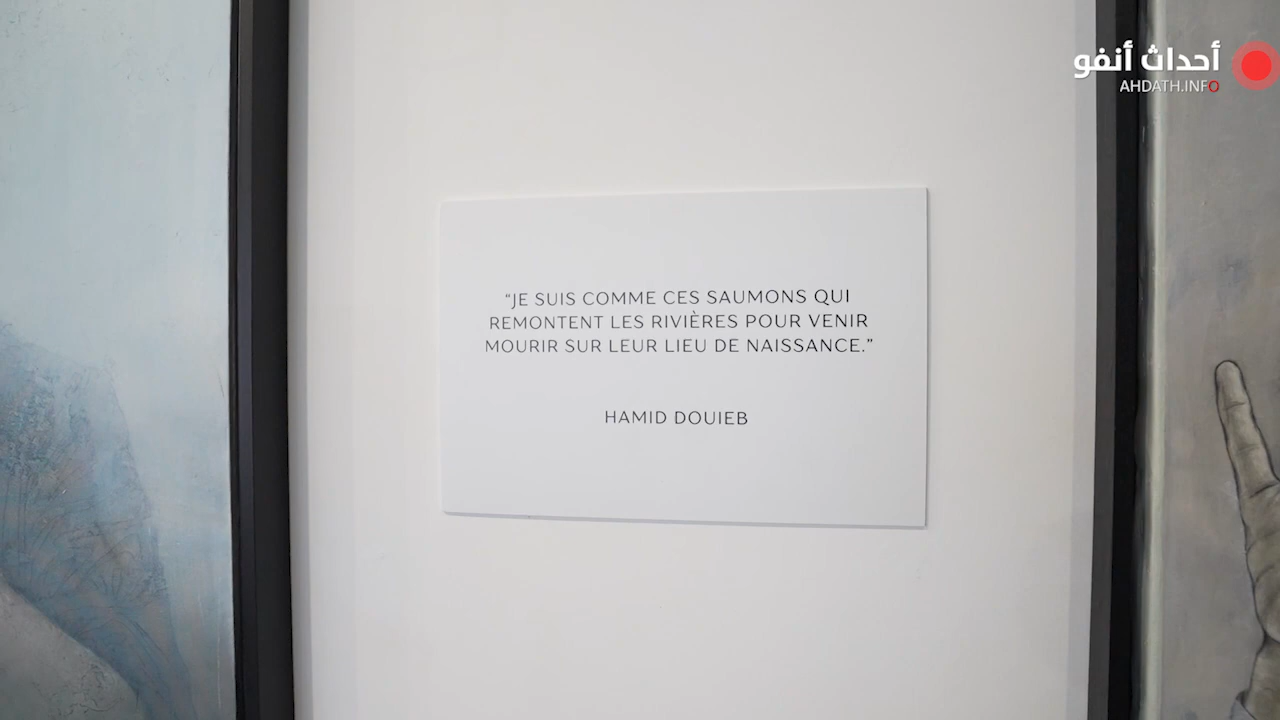 أحداث أنفو
AHDATH.INFO
"JE SUIS COMME CES SAUMONS QUI
REMONTENT LES RIVIÈRES POUR VENIR
MOURIR SUR LEUR LIEU DE NAISSANCE."
HAMID DOUIEB